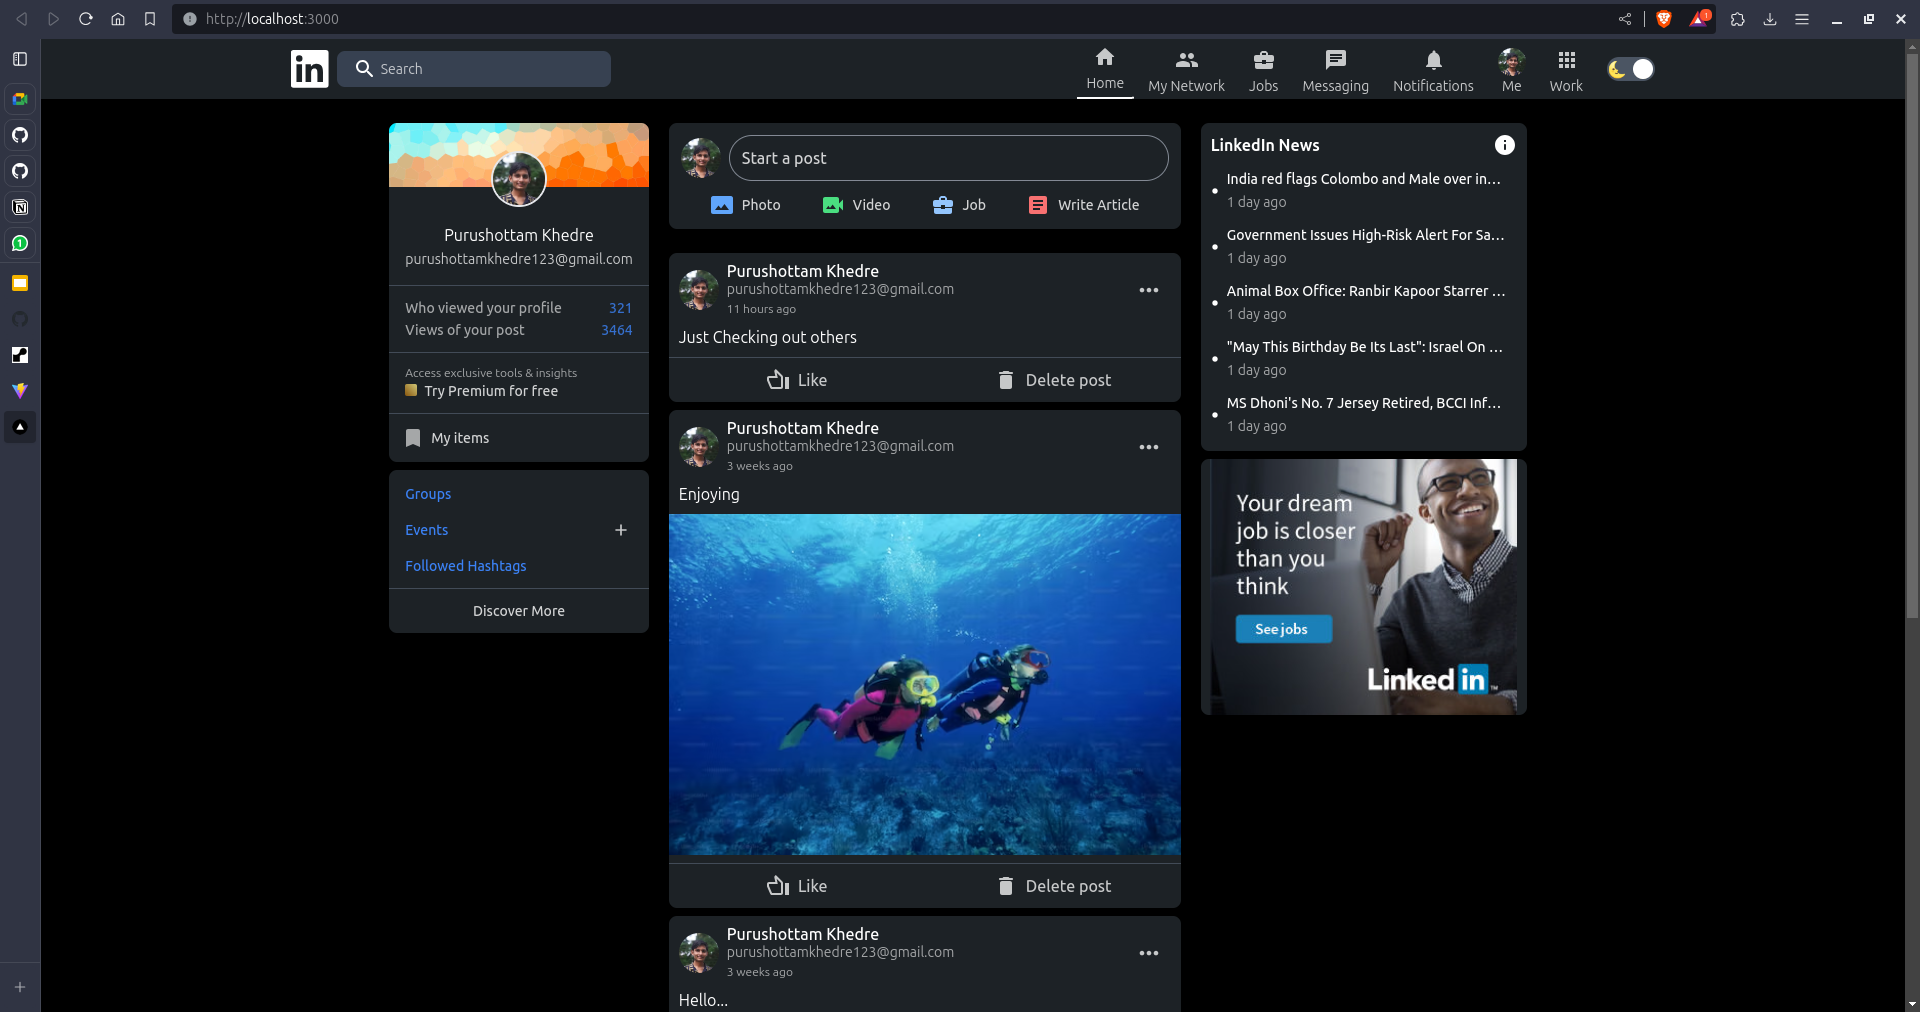 http://localhost:3000
1
in
Search
Home
My Network
Jobs
Messaging
Notifications
Me
Work
1
Purushottam Khedre
purushottamkhedre123@gmail.com
Who viewed your profile 321
Views of your post 3464
Access exclusive tools & insights
Try Premium for free
My items
Groups
Events
Followed Hashtags
Discover More
Start a post
Photo
Video
Job
Write Article
Purushottam Khedre
purushottamkhedre123@gmail.com
11 hours ago
Just Checking out others
Like
Delete post
Purushottam Khedre
purushottamkhedre123@gmail.com
3 weeks ago
Enjoying
Like
Delete post
Purushottam Khedre
purushottamkhedre123@gmail.com
3 weeks ago
Hello...
LinkedIn News
India red flags Colombo and Male over in...
1 day ago
Government Issues High-Risk Alert For Sa...
1 day ago
Animal Box Office: Ranbir Kapoor Starrer ...
1 day ago
"May This Birthday Be Its Last": Israel On ...
1 day ago
MS Dhoni's No. 7 Jersey Retired, BCCI Inf...
1 day ago
Your dream
job is closer
than you
think
See jobs
Linked in ™